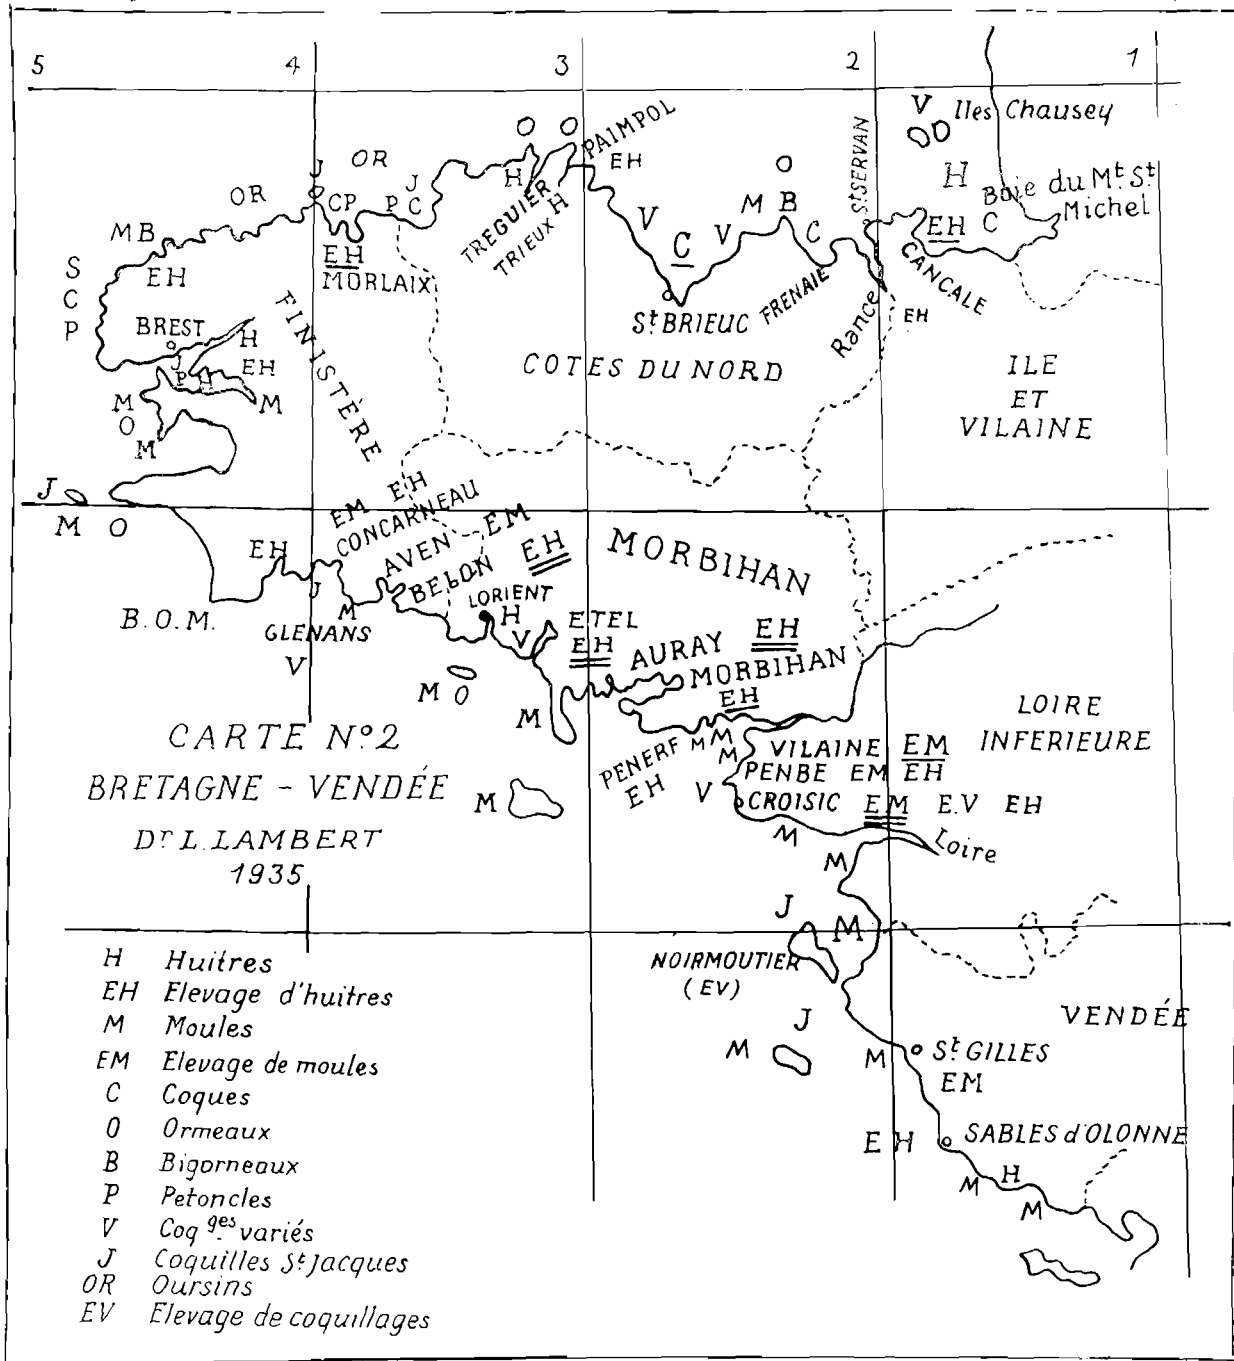 5 4 3 2 1
V Iles Chausey
O O PAIMPOL
EH
O
St SERVAN
J OR
OR
H
Baie du Mt St
Michel
J
CP P C
H
TREGUIER
TRIEUX H
V
M B
V C
C
EH C
CANCALE
MB
EH
EH
MORLAIX
S
C
P
FINISTÈRE
St BRIEUC
FRENAIE
Rance
EH
BREST
H
J
P H
EH
M
COTES DU NORD
ILE
ET
VILAINE
M
O
M
J
M O
EM EH
CONCARNEAU
AVEN EM
BELON EH
MORBIHAN
EH
J
M
B.O.M.
GLENANS
V
LORIENT
H
V
ETEL
EH
AURAY EH
MORBIHAN
EH
M O
M
PENERF
EH
M M
M
LOIRE
INFERIEURE
VILAINE EM
PENBE EM EH
V CROISIC EM E.V EH
M
M
M
Loire
CARTE No 2
BRETAGNE - VENDÉE
Dr L. LAMBERT
1935
J
M
NOIRMOUTIER
(EV)
J
M
VENDÉE
M St GILLES
EM
EH SABLES d'OLONNE
M H
M
H Huitres
EH Elevage d'huitres
M Moules
EM Elevage de moules
C Coques
O Ormeaux
B Bigorneaux
P Petoncles
V Coq ges variés
J Coquilles St Jacques
OR Oursins
EV Elevage de coquillages